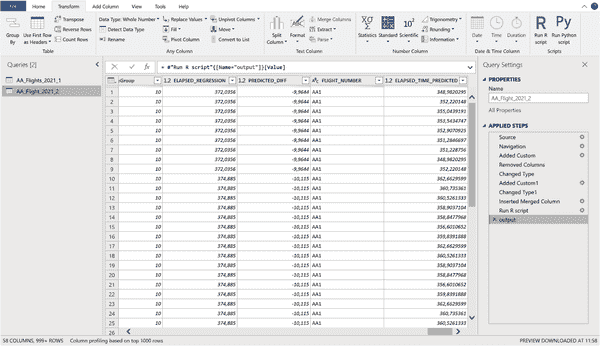 File Home Transform Add Column View Tools Help
Group By
Use First Row as Headers
Transpose
Reverse Rows
Count Rows
Table
Data Type: Whole Number
Detect Data Type
Rename
Replace Values
Fill
Pivot Column
Unpivot Columns
Move
Convert to List
Any Column
Split Column
Format
Merge Columns
Extract
Parse
Text Column
Statistics
Standard
Scientific
Trigonometry
Rounding
Information
Number Column
Date
Time
Duration
Date & Time Column
Run R script
Run Python script
Scripts
Queries [2]
AA_Flights_2021_1
AA_Flight_2021_2
= #"Run R script"{[Name="output"]}[Value]
Group 1.2 ELAPSED_REGRESSION 1.2 PREDICTED_DIFF FLIGHT_NUMBER 1.2 ELAPSED_TIME_PREDICTED
1 10 372,0356 -9,9644 AA1 348,9820295
2 10 372,0356 -9,9644 AA1 352,220148
3 10 372,0356 -9,9644 AA1 355,0439191
4 10 372,0356 -9,9644 AA1 353,5434747
5 10 372,0356 -9,9644 AA1 352,9070925
6 10 372,0356 -9,9644 AA1 351,2846697
7 10 372,0356 -9,9644 AA1 351,228756
8 10 372,0356 -9,9644 AA1 348,9820295
9 10 372,0356 -9,9644 AA1 352,220148
10 10 374,885 -10,115 AA1 362,6629599
11 10 374,885 -10,115 AA1 360,735361
12 10 374,885 -10,115 AA1 360,5261333
13 10 374,885 -10,115 AA1 358,9037104
14 10 374,885 -10,115 AA1 358,8477968
15 10 374,885 -10,115 AA1 356,6010652
16 10 374,885 -10,115 AA1 359,8391888
17 10 374,885 -10,115 AA1 362,6629599
18 10 374,885 -10,115 AA1 360,5261333
19 10 374,885 -10,115 AA1 358,9037104
20 10 374,885 -10,115 AA1 358,8477968
21 10 374,885 -10,115 AA1 356,6010652
22 10 374,885 -10,115 AA1 359,8391888
23 10 374,885 -10,115 AA1 362,6629599
24 10 374,885 -10,115 AA1 360,735361
25 10 374,885 -10,115 AA1 360,5261333
26
Query Settings
PROPERTIES
Name
AA_Flight_2021_2
All Properties
APPLIED STEPS
Source
Navigation
Added Custom
Removed Columns
Changed Type
Added Custom1
Changed Type1
Inserted Merged Column
Run R script
output
58 COLUMNS, 999+ ROWS Column profiling based on top 1000 rows
PREVIEW DOWNLOADED AT 11:58